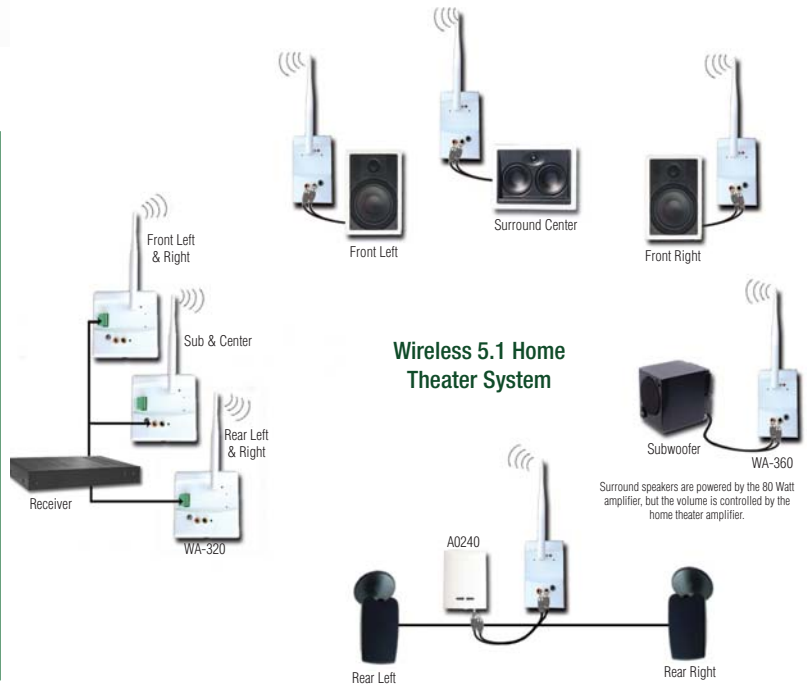 Front Left
& Right
Sub & Center
Rear Left
& Right
Receiver
WA-320
Front Left
Surround Center
Front Right
Wireless 5.1 Home
Theater System
Subwoofer
WA-360
Surround speakers are powered by the 80 Watt
amplifier, but the volume is controlled by the
home theater amplifier.
A0240
Rear Left
Rear Right